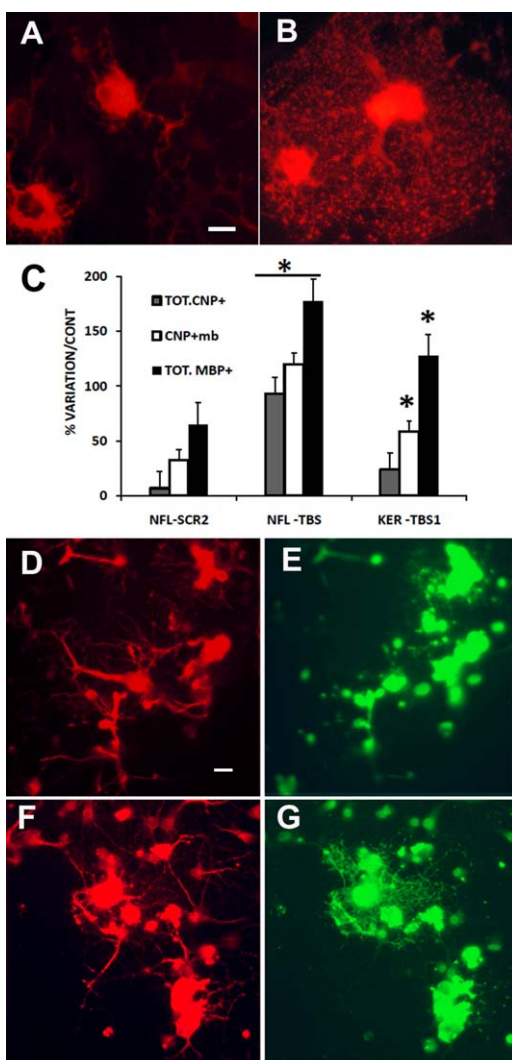 A
B
C
% VARIATION/CONT
200
150
100
50
0
TOT.CNP+
CNP+mb
TOT. MBP+
*
*
*
NFL-SCR2
NFL -TBS
KER -TBS1
D
E
F
G